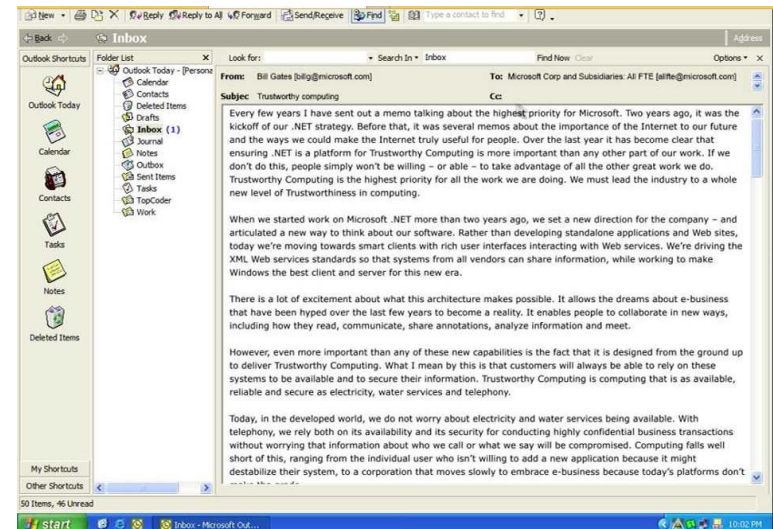 New Reply Reply to All Forward Send/Receive Find Type a contact to find
Back Inbox Address
Outlook Shortcuts
Outlook Today
Calendar
Contacts
Tasks
Notes
Deleted Items
My Shortcuts
Other Shortcuts
Folder List X
Outlook Today - [Persona
Calendar
Contacts
Deleted Items
Drafts
Inbox (1)
Journal
Notes
Outbox
Sent Items
Tasks
TopCoder
Work
Look for: Search In Inbox Find Now Clear Options X
From: Bill Gates [billg@microsoft.com] To: Microsoft Corp and Subsidiaries: All FTE [allfte@microsoft.com]
Subjec Trustworthy computing Cc:
Every few years I have sent out a memo talking about the highest priority for Microsoft. Two years ago, it was the
kickoff of our .NET strategy. Before that, it was several memos about the importance of the Internet to our future
and the ways we could make the Internet truly useful for people. Over the last year it has become clear that
ensuring .NET is a platform for Trustworthy Computing is more important than any other part of our work. If we
don't do this, people simply won't be willing – or able – to take advantage of all the other great work we do.
Trustworthy Computing is the highest priority for all the work we are doing. We must lead the industry to a whole
new level of Trustworthiness in computing.
When we started work on Microsoft .NET more than two years ago, we set a new direction for the company – and
articulated a new way to think about our software. Rather than developing standalone applications and Web sites,
today we're moving towards smart clients with rich user interfaces interacting with Web services. We're driving the
XML Web services standards so that systems from all vendors can share information, while working to make
Windows the best client and server for this new era.
There is a lot of excitement about what this architecture makes possible. It allows the dreams about e-business
that have been hyped over the last few years to become a reality. It enables people to collaborate in new ways,
including how they read, communicate, share annotations, analyze information and meet.
However, even more important than any of these new capabilities is the fact that it is designed from the ground up
to deliver Trustworthy Computing. What I mean by this is that customers will always be able to rely on these
systems to be available and to secure their information. Trustworthy Computing is computing that is as available,
reliable and secure as electricity, water services and telephony.
Today, in the developed world, we do not worry about electricity and water services being available. With
telephony, we rely both on its availability and its security for conducting highly confidential business transactions
without worrying that information about who we call or what we say will be compromised. Computing falls well
short of this, ranging from the individual user who isn't willing to add a new application because it might
destabilize their system, to a corporation that moves slowly to embrace e-business because today's platforms don't
50 Items, 46 Unread
start Inbox - Microsoft Out... 10:02 PM